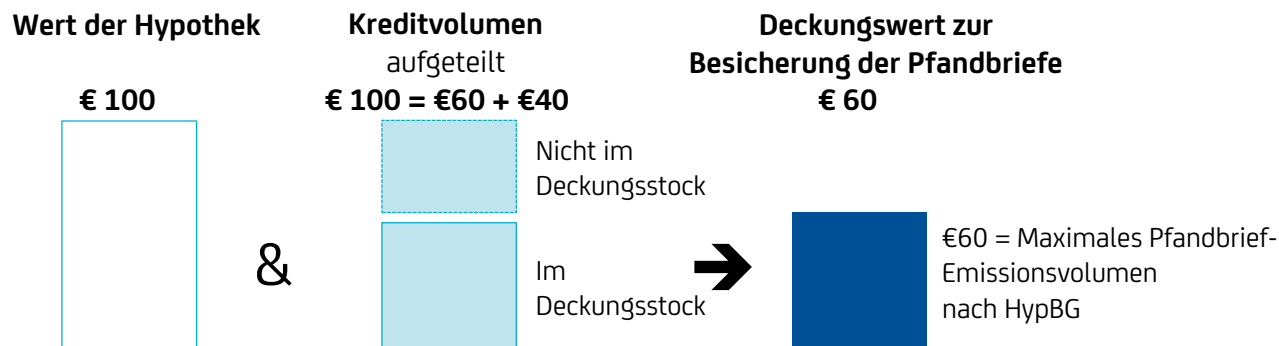 Wert der Hypothek
€ 100
Kreditvolumen
aufgeteilt
€ 100 = €60 + €40
Deckungswert zur
Besicherung der Pfandbriefe
€ 60
Nicht im
Deckungsstock
&
Im
Deckungsstock
€60 = Maximales Pfandbrief-
Emissionsvolumen
nach HypBG